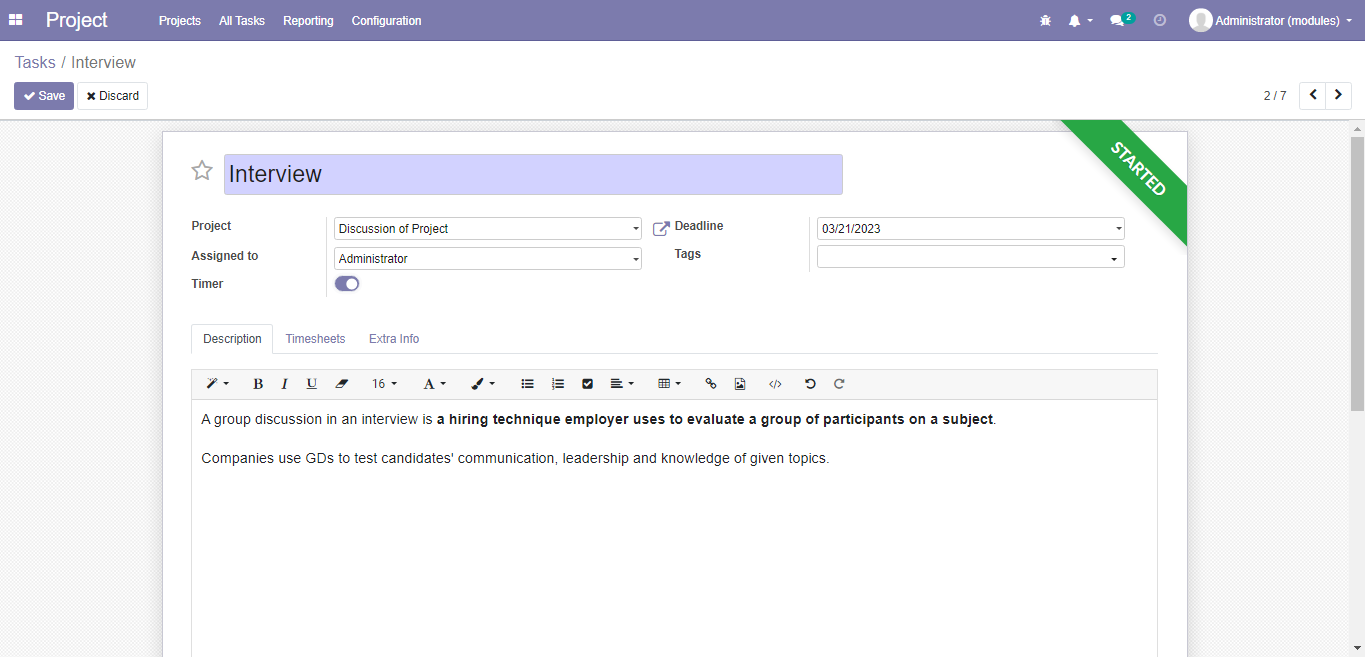 Project Projects All Tasks Reporting Configuration 2 Administrator (modules)
Tasks / Interview
Save Discard 2 / 7
STARTED
Interview
Project Discussion of Project Deadline 03/21/2023
Assigned to Administrator Tags
Timer
Description Timesheets Extra Info
B I U 16 A
A group discussion in an interview is a hiring technique employer uses to evaluate a group of participants on a subject.
Companies use GDs to test candidates' communication, leadership and knowledge of given topics.